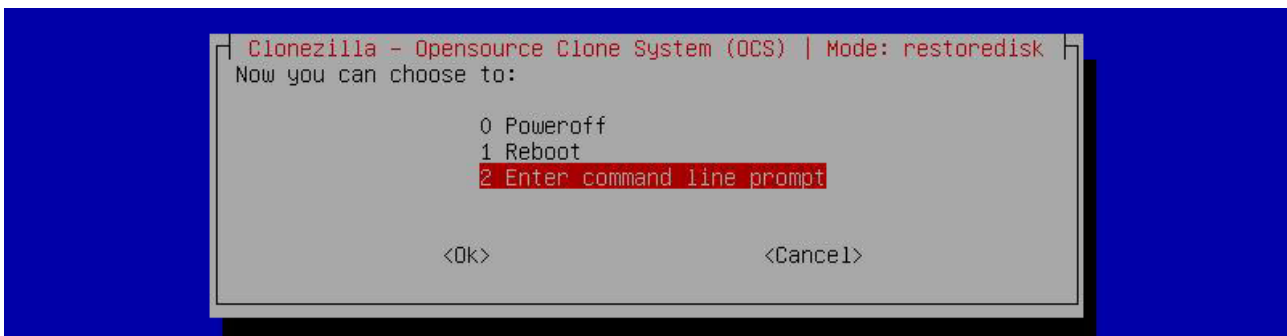 Clonezilla - Opensource Clone System (OCS) | Mode: restoredisk
Now you can choose to:
0 Poweroff
1 Reboot
2 Enter command line prompt
<Ok> <Cancel>